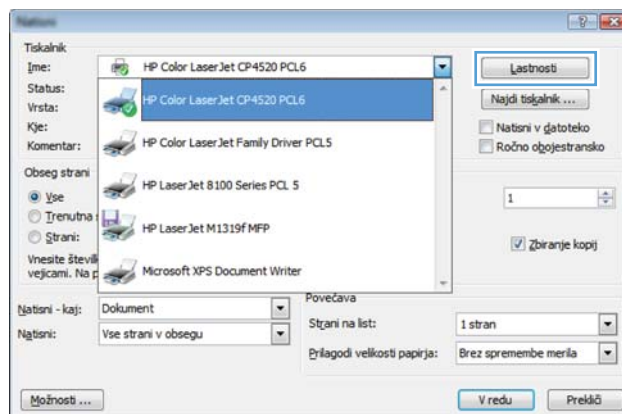 Natisni
Tiskalnik
Ime: HP Color LaserJet CP4520 PCL6 Lastnosti
Status: HP Color LaserJet CP4520 PCL6 Najdi tiskalnik ...
Vrsta:
Kje: HP Color LaserJet Family Driver PCL5 Natisni v datoteko
Komentar: Ročno obojestransko
Obseg strani HP LaserJet 8100 Series PCL 5
Vse 1
Trenutna HP LaserJet M1319f MFP
Strani: Zbiranje kopij
Vnesite števil
vejicami. Na p Microsoft XPS Document Writer
Natisni - kaj: Dokument Povečava
Natisni: Vse strani v obsegu Strani na list: 1 stran
Prilagodi velikosti papirja: Brez spremembe merila
Možnosti ... V redu Prekliči